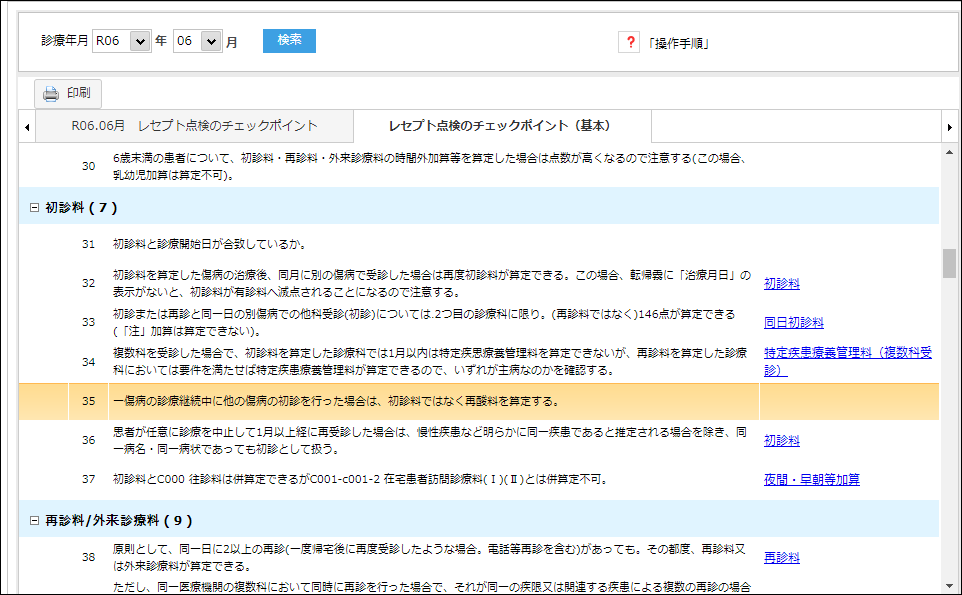 診療年月 R06 年 06 月 検索 ? 「操作手順」
印刷
R06.06月 レセプト点検のチェックポイント レセプト点検のチェックポイント（基本）
30 6歳末満の患者について、初診料・再診料・外来診療料の時間外加算等を算定した場合は点数が高くなるので注意する(この場合、
乳幼児加算は算定不可)。
初診料 ( 7 )
31 初診料と診療開始日が合致しているか。
32 初診料を算定した傷病の治療後、同月に別の傷病で受診した場合は再度初診料が算定できる。この場合、転帰霧に「治療月日」の
表示がないと、初診料が有診料へ减点されることになるので注意する。
初診料
33 初診または再診と同一日の別傷病での他科受診(初診)については.2つ目の診療科に限り。(再診料ではなく)146点が算定できる
(「注」加算は算定できない)。
同日初診料
34 複数科を受診した場合で、初診料を算定した診療科では1月以内は特定疾患療養管理料を算定できないが、再診料を算定した診療
科においては要件を満たせば特定疾患療養管理料が算定できるので、いずれが主病なのかを確認する。
特定疾患療養管理料（複数科受
診）
35 一傷病の診療継続中に他の傷病の初診を行った場合は、初診料ではなく再酸料を算定する。
36 患者が任意に診療を中止して1月以上経に再受診した場合は、慢性疾患など明らかに同一疾患であると推定される場合を除き、同
一病名・同一病状であっても初診として扱う。
初診料
37 初診料とC000 往診料は併算定できるがC001-c001-2 在宅患者訪問診療料(Ⅰ)(Ⅱ)とは併算定不可。 夜間・早朝等加算
再診料/外来診療料 ( 9 )
38 原則として、同一日に2以上の再診(一度帰宅後に再度受診したような場合。電話等再診を含む)があっても。その都度、再診料又
は外来診療料が算定できる。
再診料
ただし、同一医療機関の複数科において同時に再診を行った場合で、それが同一の疾限又は関連する疾患による複数の再診の場合